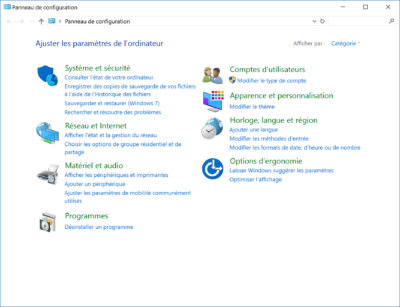 Panneau de configuration
Panneau de configuration
Ajuster les paramètres de l'ordinateur
Afficher par :
Catégorie
Système et sécurité
Consulter l'état de votre ordinateur
Enregistrer des copies de sauvegarde de vos fichiers
à l'aide de l'Historique des fichiers
Sauvegarder et restaurer (Windows 7)
Rechercher et résoudre des problèmes
Réseau et Internet
Afficher l'état et la gestion du réseau
Choisir les options de groupe résidentiel et de
partage
Matériel et audio
Afficher les périphériques et imprimantes
Ajouter un périphérique
Ajuster les paramètres de mobilité communément
utilisés
Programmes
Désinstaller un programme
Comptes d'utilisateurs
Modifier le type de compte
Apparence et personnalisation
Modifier le thème
Horloge, langue et région
Ajouter une langue
Modifier les méthodes d'entrée
Modifier les formats de date, d'heure ou de nombre
Options d'ergonomie
Laisser Windows suggérer les paramètres
Optimiser l'affichage